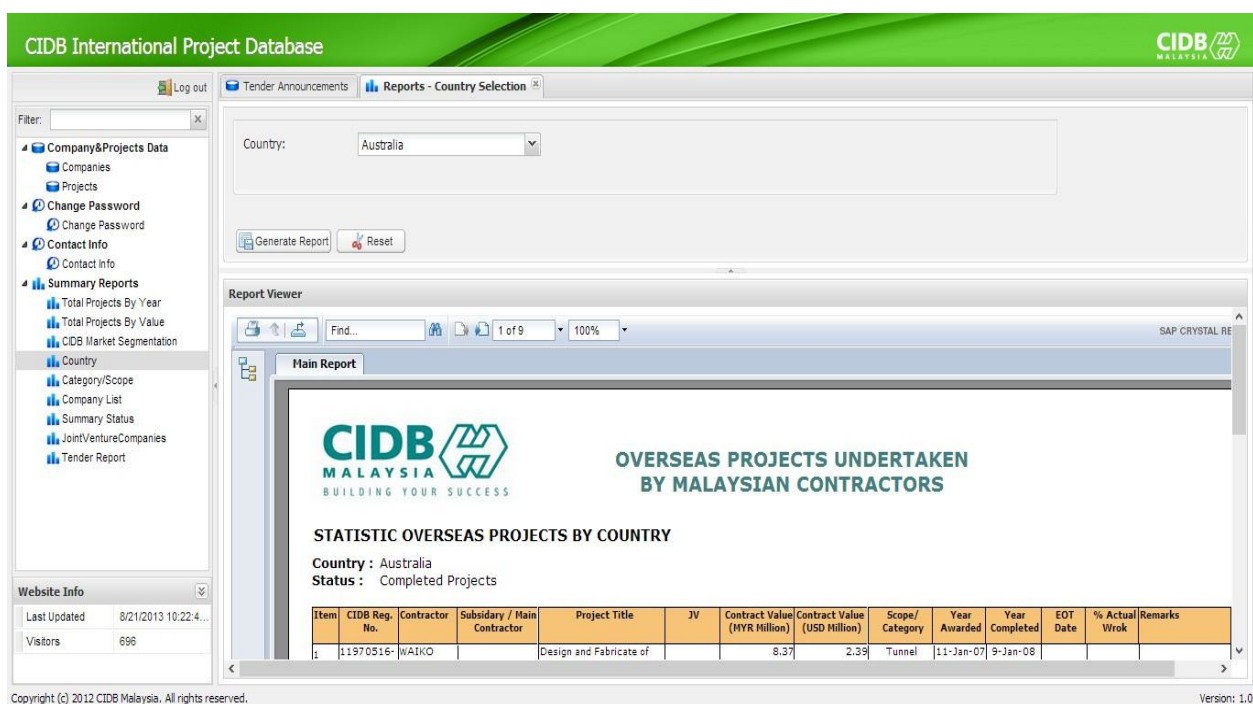 CIDB International Project Database
CIDB
MALAYSIA
Log out
Filter:
Company&Projects Data
Companies
Projects
Change Password
Change Password
Contact Info
Contact Info
Summary Reports
Total Projects By Year
Total Projects By Value
CIDB Market Segmentation
Country
Category/Scope
Company List
Summary Status
JointVentureCompanies
Tender Report
Website Info
Last Updated 8/21/2013 10:22:4...
Visitors 696
Tender Announcements Reports - Country Selection
Country: Australia
Generate Report Reset
Report Viewer
Find... 1 of 9 100% SAP CRYSTAL RE
Main Report
CIDB
MALAYSIA
BUILDING YOUR SUCCESS
OVERSEAS PROJECTS UNDERTAKEN
BY MALAYSIAN CONTRACTORS
STATISTIC OVERSEAS PROJECTS BY COUNTRY
Country : Australia
Status : Completed Projects
Item CIDB Reg. Contractor Subsidary / Main Project Title JV Contract Value Contract Value Scope/ Year Year EOT % Actual Remarks
No. Contractor (MYR Million) (USD Million) Category Awarded Completed Date Wrok
1 11970516- WAIKO Design and Fabricate of 8.37 2.39 Tunnel 11-Jan-07 9-Jan-08
Copyright (c) 2012 CIDB Malaysia. All rights reserved. Version: 1.0